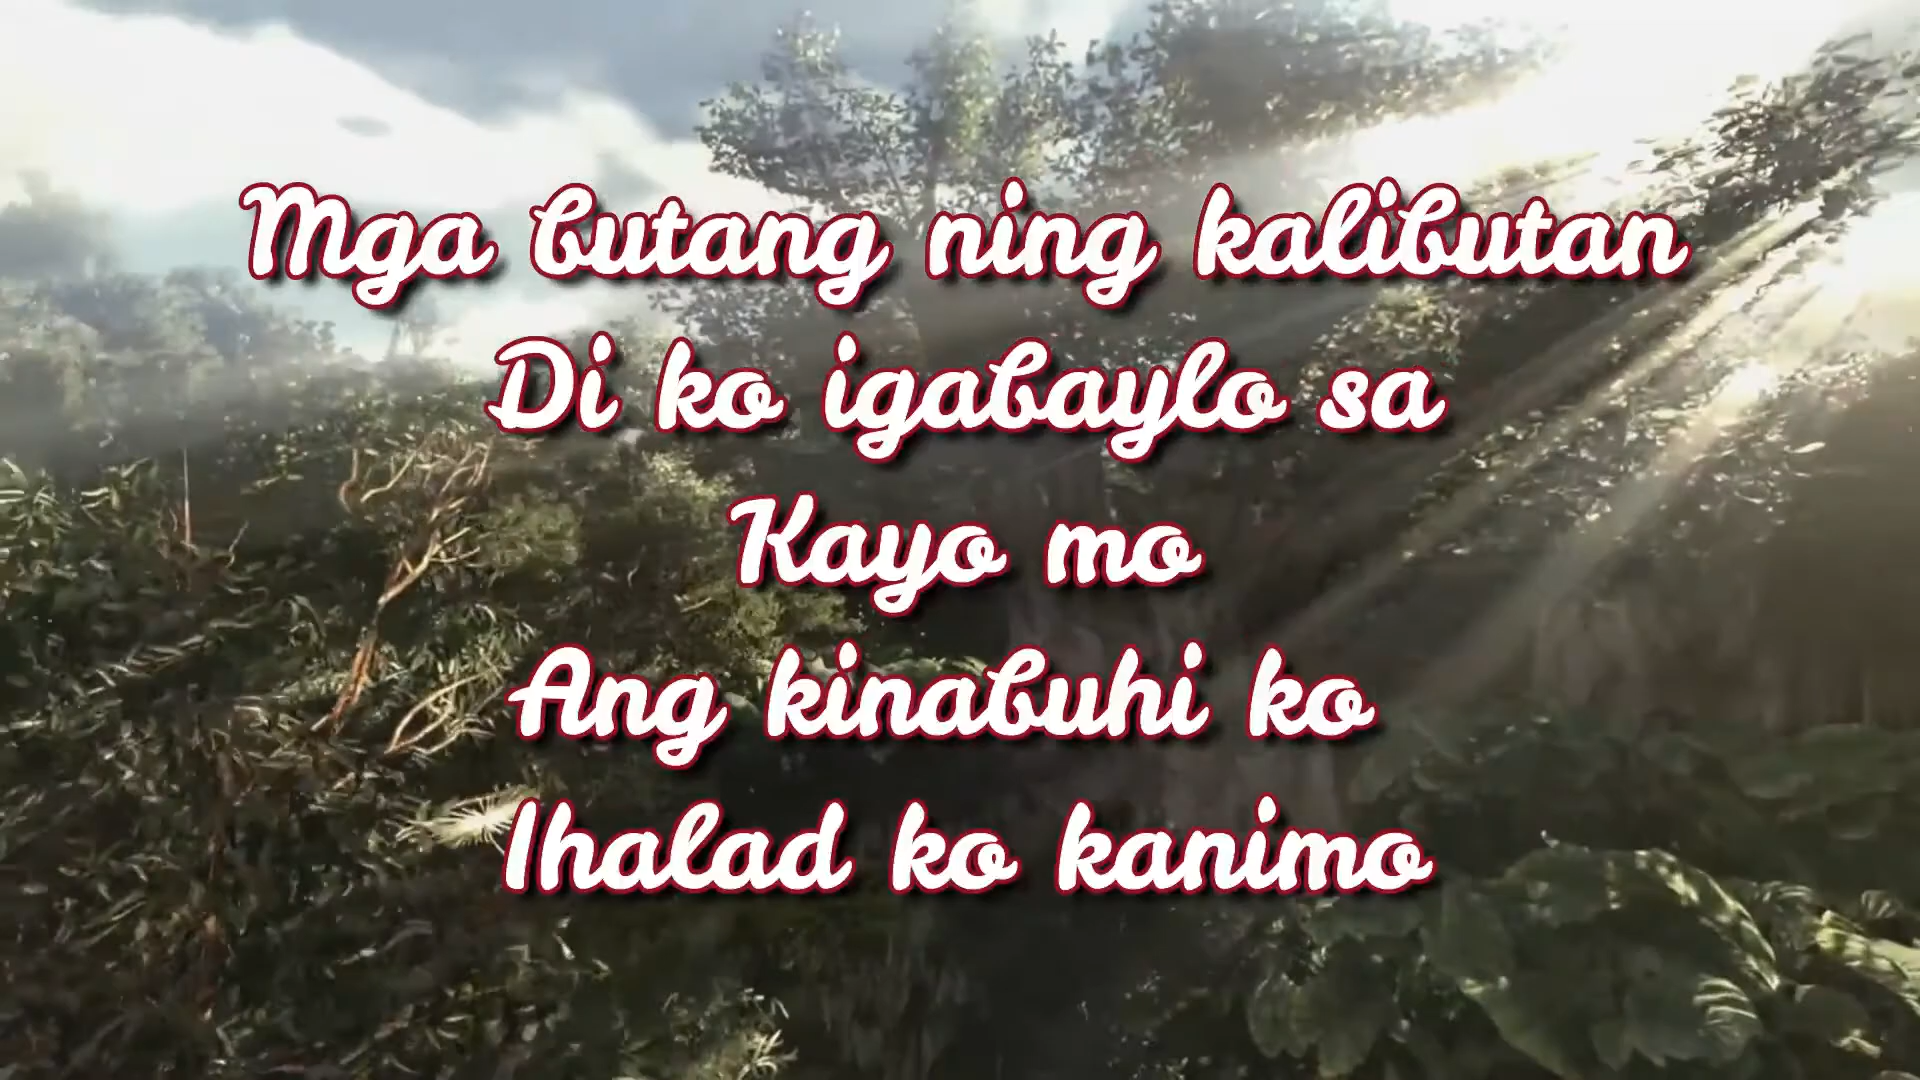 Mga butang ning kalibutan
Di ko igabaylo sa
Kayo mo
Ang kinabuhi ko
Ihalad ko kanimo